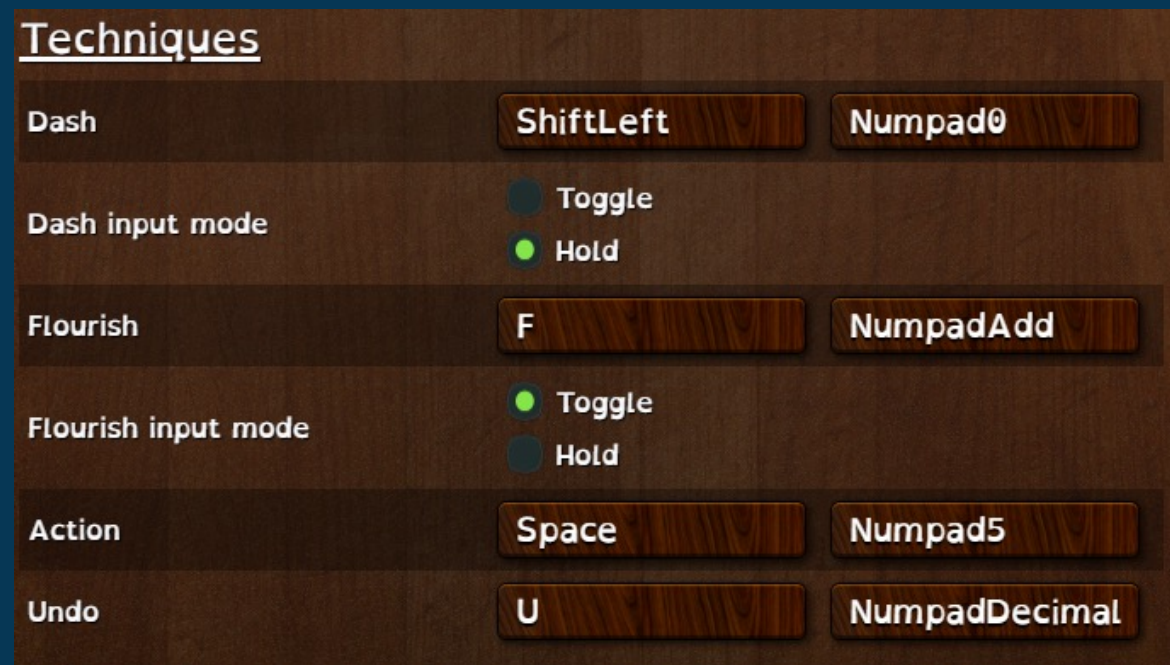 Techniques
Dash ShiftLeft Numpad0
Toggle
Dash input mode
Hold
Flourish F NumpadAdd
Toggle
Flourish input mode
Hold
Action Space Numpad5
Undo U NumpadDecimal